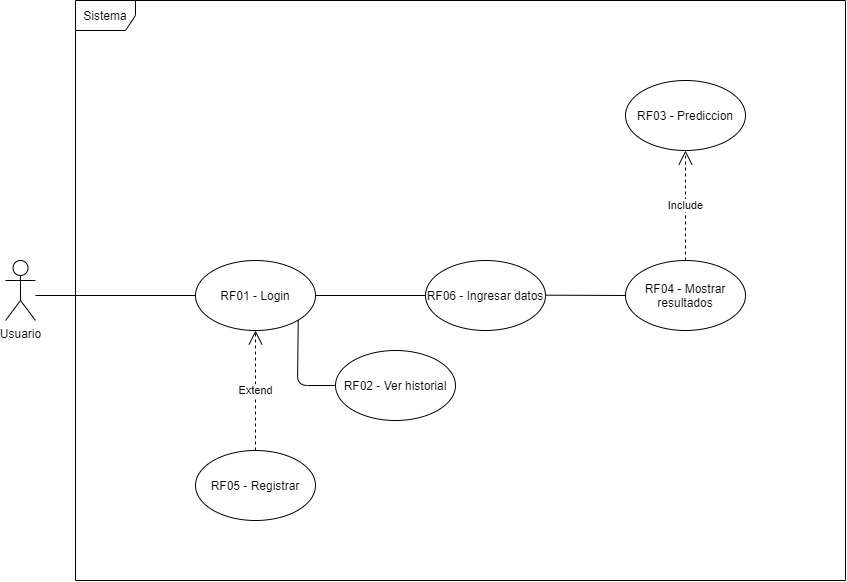 Sistema
RF03 - Prediccion
Include
Usuario
RF01 - Login
RF06 - Ingresar datos
RF04 - Mostrar
resultados
Extend
RF02 - Ver historial
RF05 - Registrar